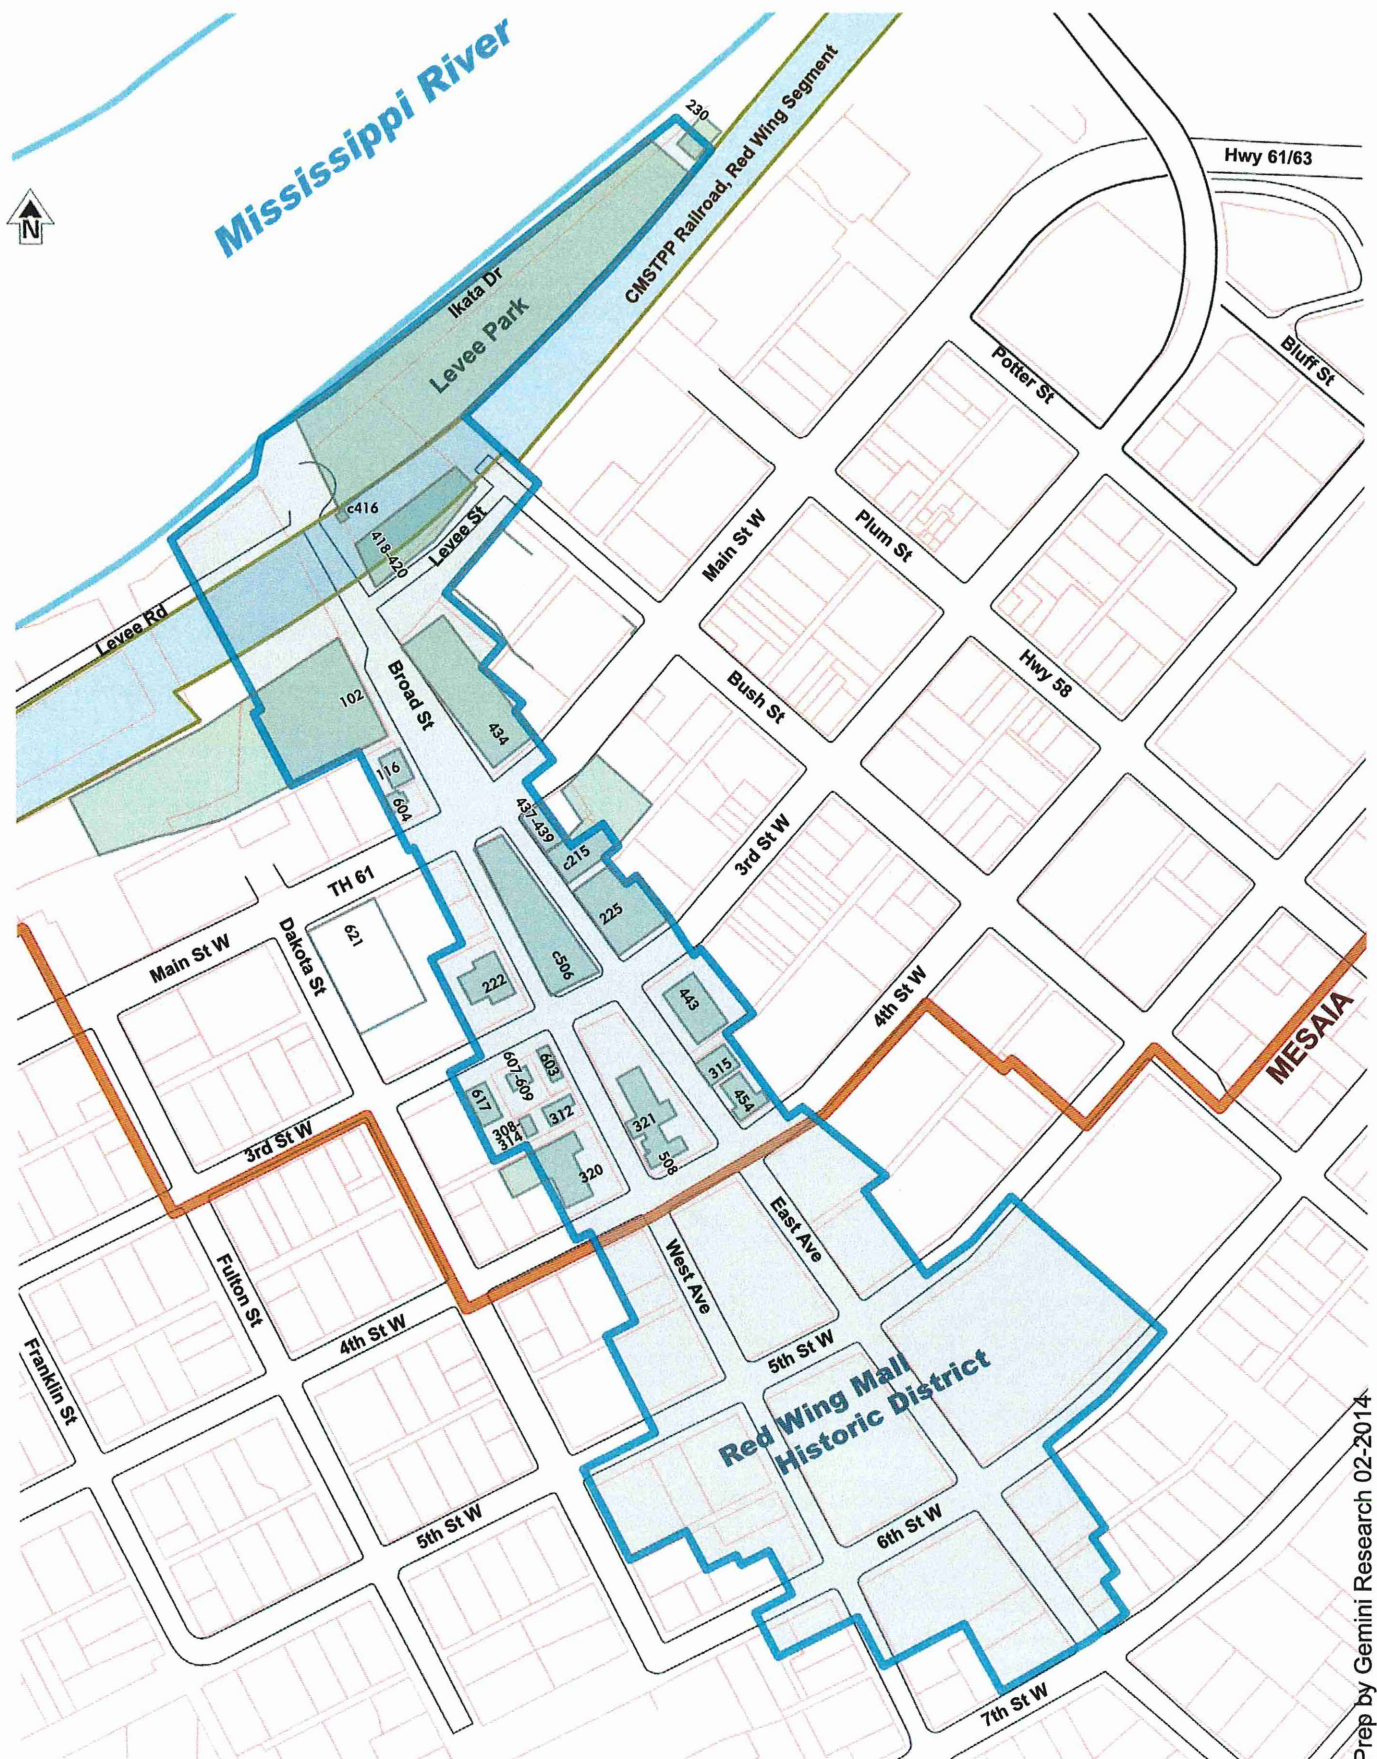 Mississippi River
N
230
CMSTPP Railroad, Red Wing Segment
Hwy 61/63
Ikata Dr
Levee Park
Potter St
Bluff St
c416
418-420
Levee St
Main St W
Plum St
Levee Rd
Broad St
102
434
Bush St
Hwy 58
116
604
437-439
c215
3rd St W
225
TH 61
621
Dakota St
Main St W
c506
222
443
4th St W
MESAIA
603
607-609
617
312
308-
314
315
454
321
508
320
3rd St W
East Ave
West Ave
Fulton St
4th St W
Franklin St
5th St W
Red Wing Mall
Historic District
5th St W
6th St W
7th St W
Prep by Gemini Research 02-2014